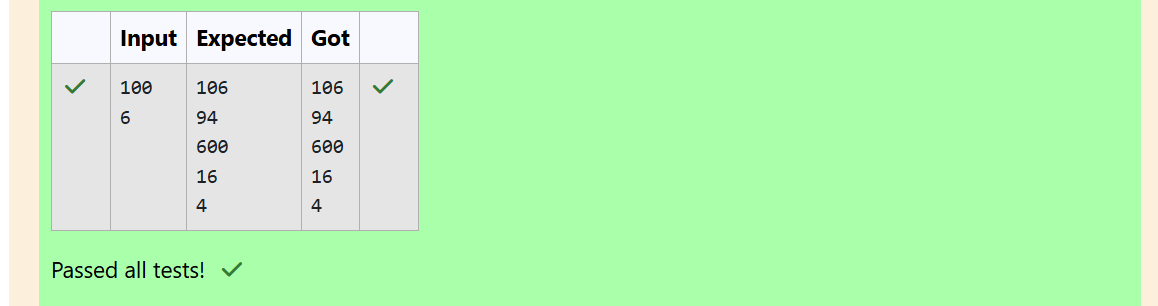 Input Expected Got
100 106 106
6 94 94
600 600
16 16
4 4
Passed all tests!